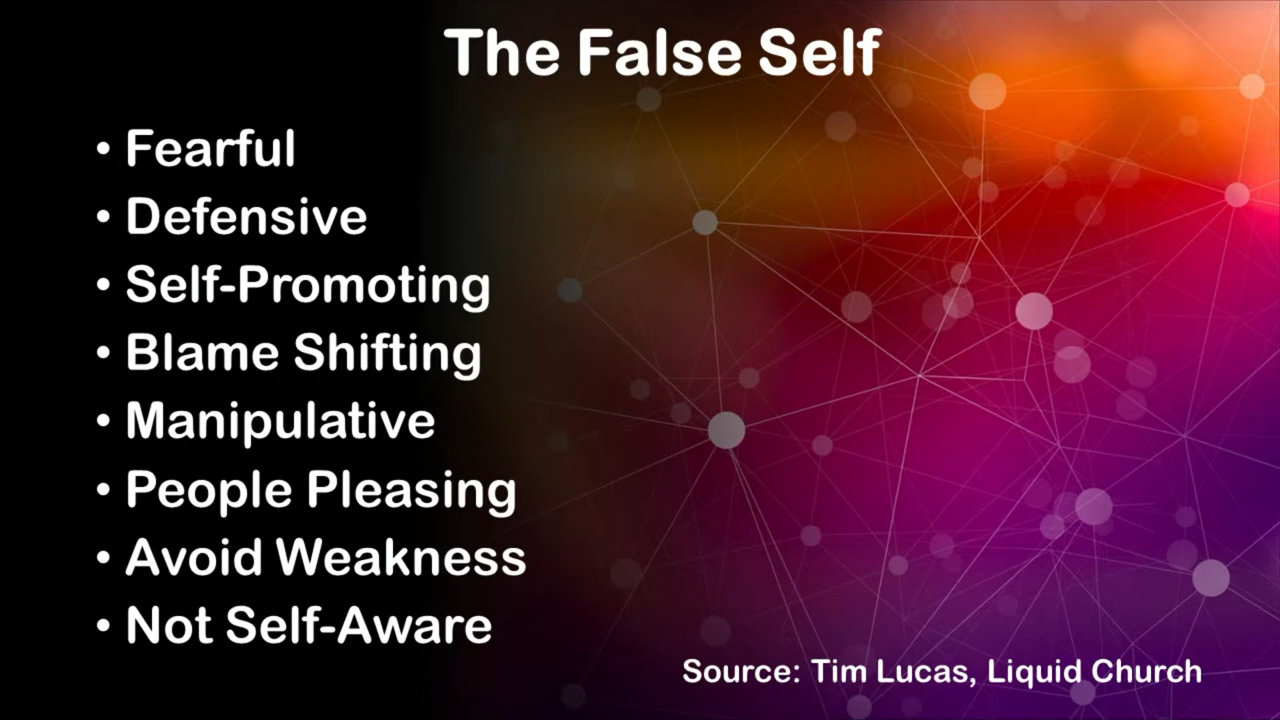 The False Self
• Fearful
• Defensive
• Self-Promoting
• Blame Shifting
• Manipulative
• People Pleasing
• Avoid Weakness
• Not Self-Aware
Source: Tim Lucas, Liquid Church